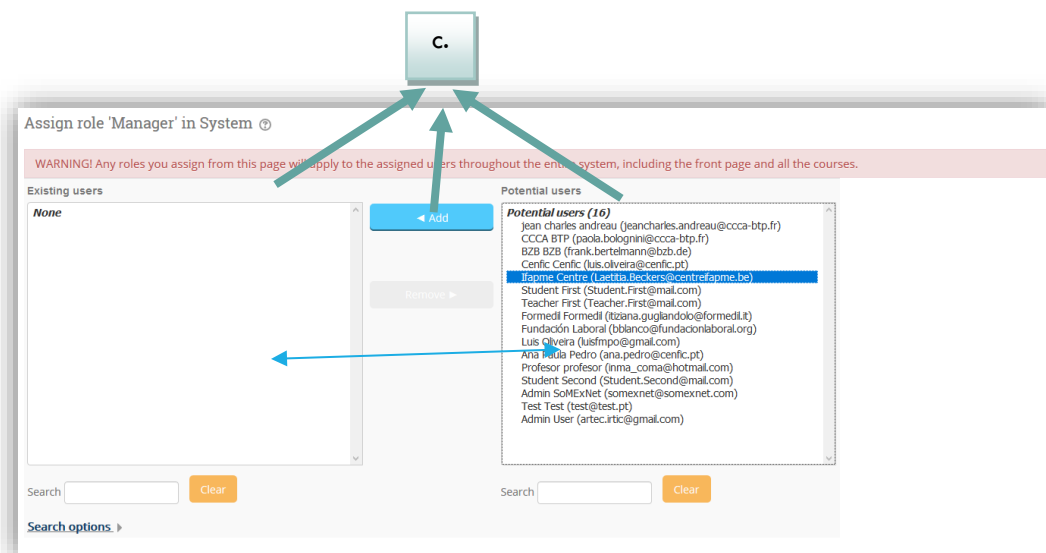 c.
Assign role 'Manager' in System
WARNING! Any roles you assign from this page will apply to the assigned users throughout the entire system, including the front page and all the courses.
Existing users
Potential users
None
◄ Add
Remove ►
Potential users (16)
jean charles andreau (jeancharles.andreau@ccca-btp.fr)
CCCA BTP (paola.bolognini@ccca-btp.fr)
BZB BZB (frank.bertelmann@bzb.de)
Cenfic Cenfic (luis.oliveira@cenfic.pt)
Ifapme Centre (Laetitia.Beckers@centreifapme.be)
Student First (Student.First@mail.com)
Teacher First (Teacher.First@mail.com)
Formedil Formedil (itiziana.gugliandolo@formedil.it)
Fundación Laboral (bblanco@fundacionlaboral.org)
Luis Oliveira (luisfmpo@gmail.com)
Ana Paula Pedro (ana.pedro@cenfic.pt)
Profesor profesor (inma_coma@hotmail.com)
Student Second (Student.Second@mail.com)
Admin SoMExNet (somexnet@somexnet.com)
Test Test (test@test.pt)
Admin User (artec.irtic@gmail.com)
Search
Clear
Search
Clear
Search options